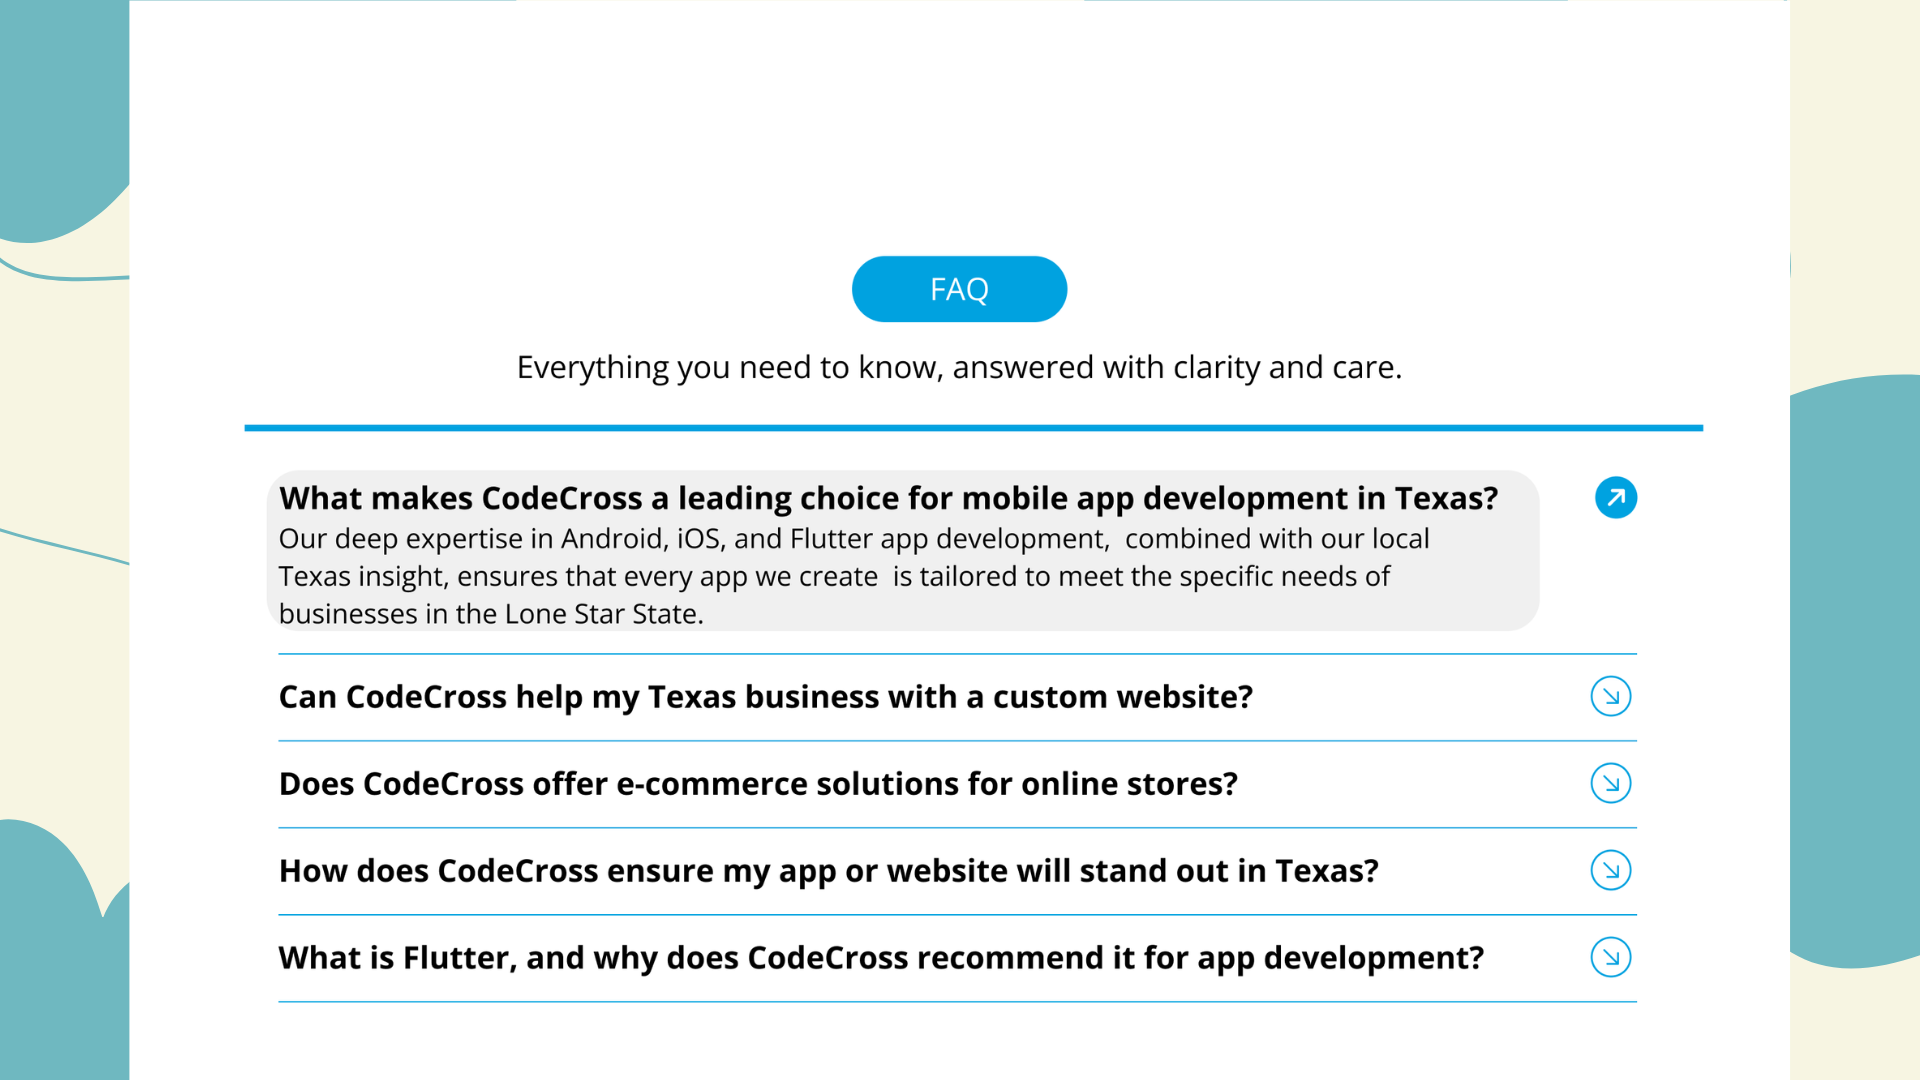 FAQ
Everything you need to know, answered with clarity and care.
What makes CodeCross a leading choice for mobile app development in Texas?
Our deep expertise in Android, iOS, and Flutter app development,  combined with our local
Texas insight, ensures that every app we create  is tailored to meet the specific needs of
businesses in the Lone Star State.
Can CodeCross help my Texas business with a custom website?
Does CodeCross offer e-commerce solutions for online stores?
How does CodeCross ensure my app or website will stand out in Texas?
What is Flutter, and why does CodeCross recommend it for app development?